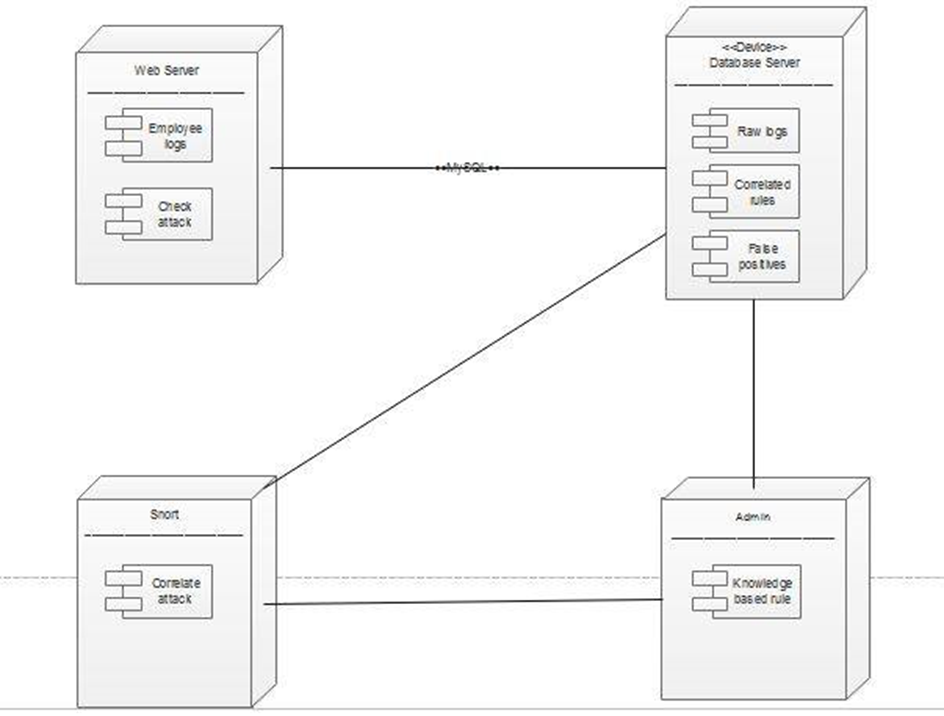 Web Server
Employee
logs
Check
attack
<<MySQL>>
<<Device>>
Database Server
Raw logs
Correlated
rules
False
positives
Snort
Correlate
attack
Admin
Knowledge
based rule